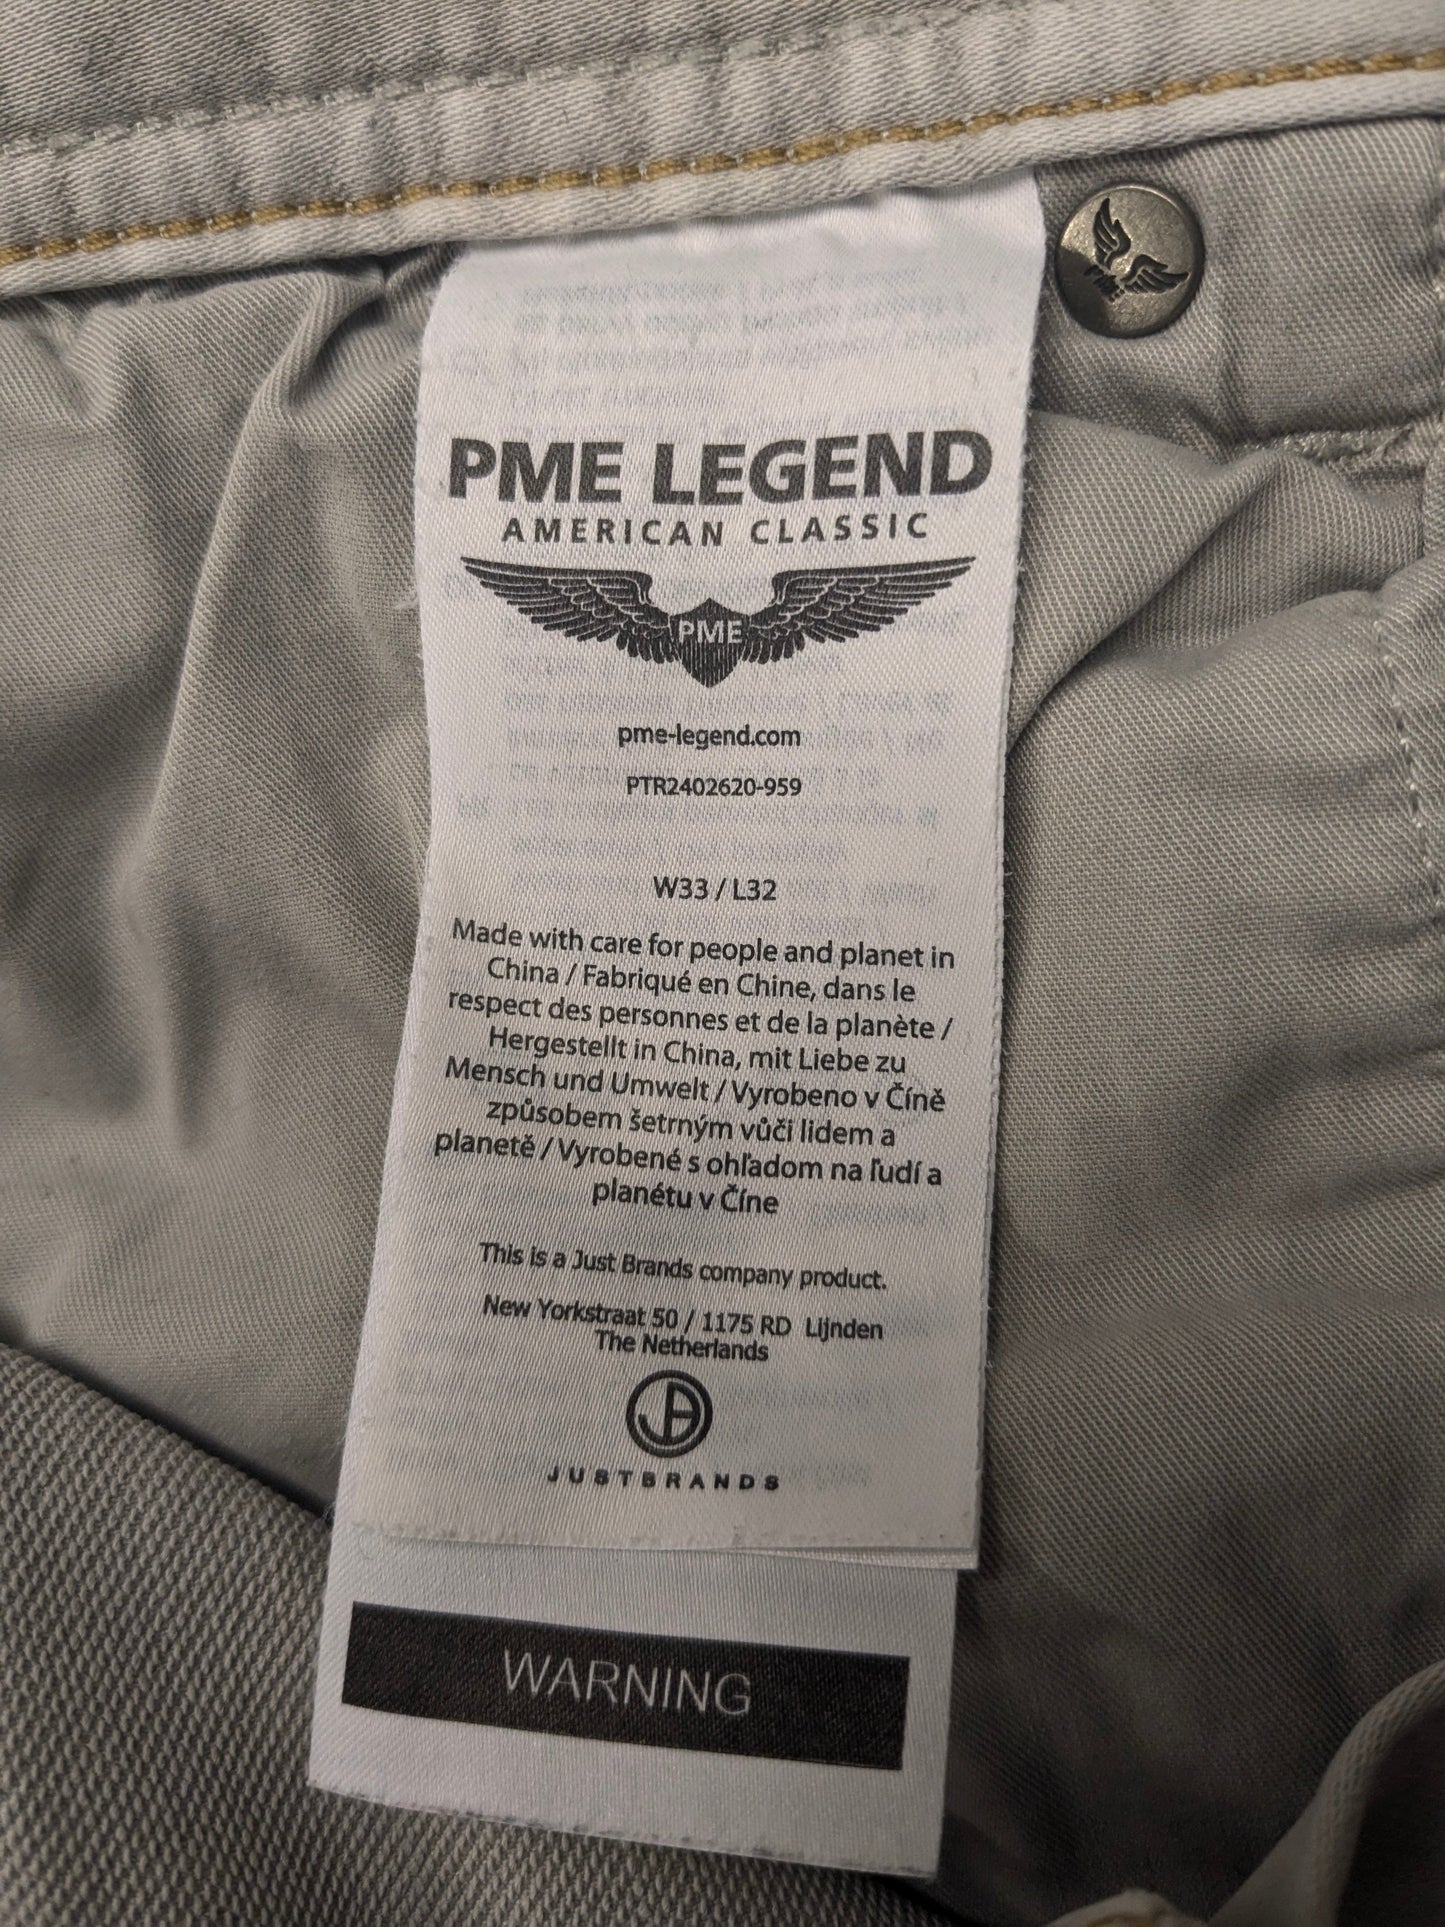 PME LEGEND
AMERICAN CLASSIC
PME
pme-legend.com
PTR2402620-959
W33 / L32
Made with care for people and planet in
China / Fabriqué en Chine, dans le
respect des personnes et de la planète /
Hergestellt in China, mit Liebe zu
Mensch und Umwelt / Vyrobeno v Číně
způsobem šetrným vůči lidem a
planetě / Vyrobené s ohľadom na ľudí a
planétu v Číne
This is a Just Brands company product.
New Yorkstraat 50 / 1175 RD Lijnden
The Netherlands
JUSTBRANDS
WARNING